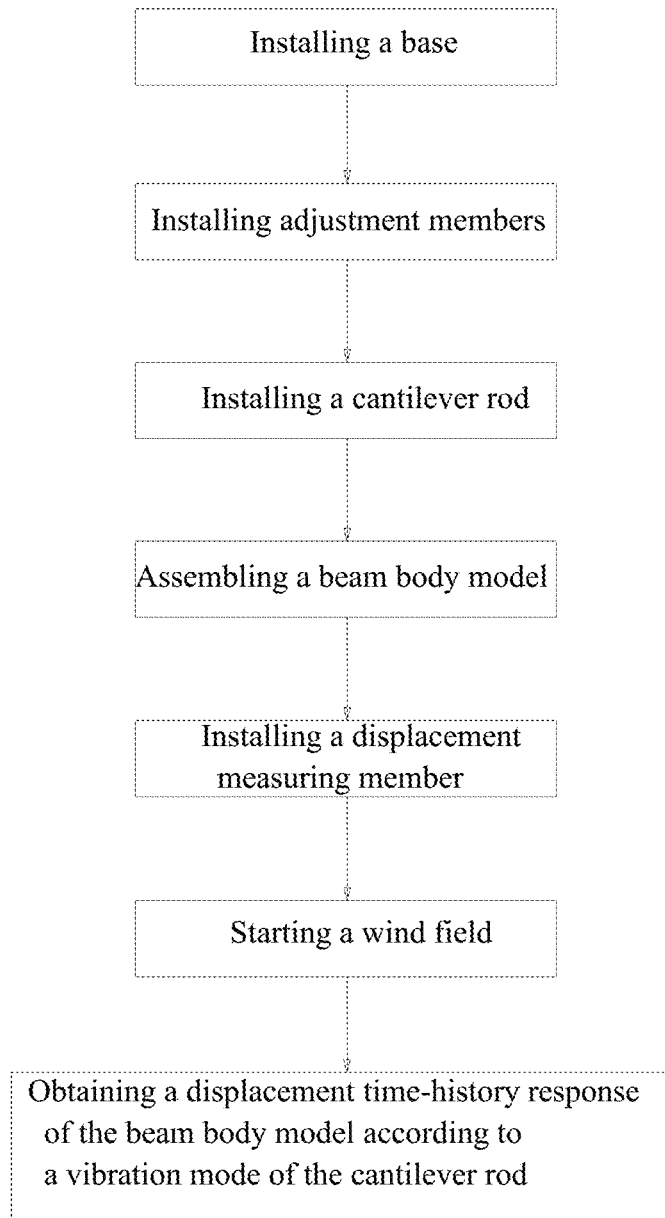 Installing a base
Installing adjustment members
Installing a cantilever rod
Assembling a beam body model
Installing a displacement
measuring member
Starting a wind field
Obtaining a displacement time-history response
of the beam body model according to
a vibration mode of the cantilever rod